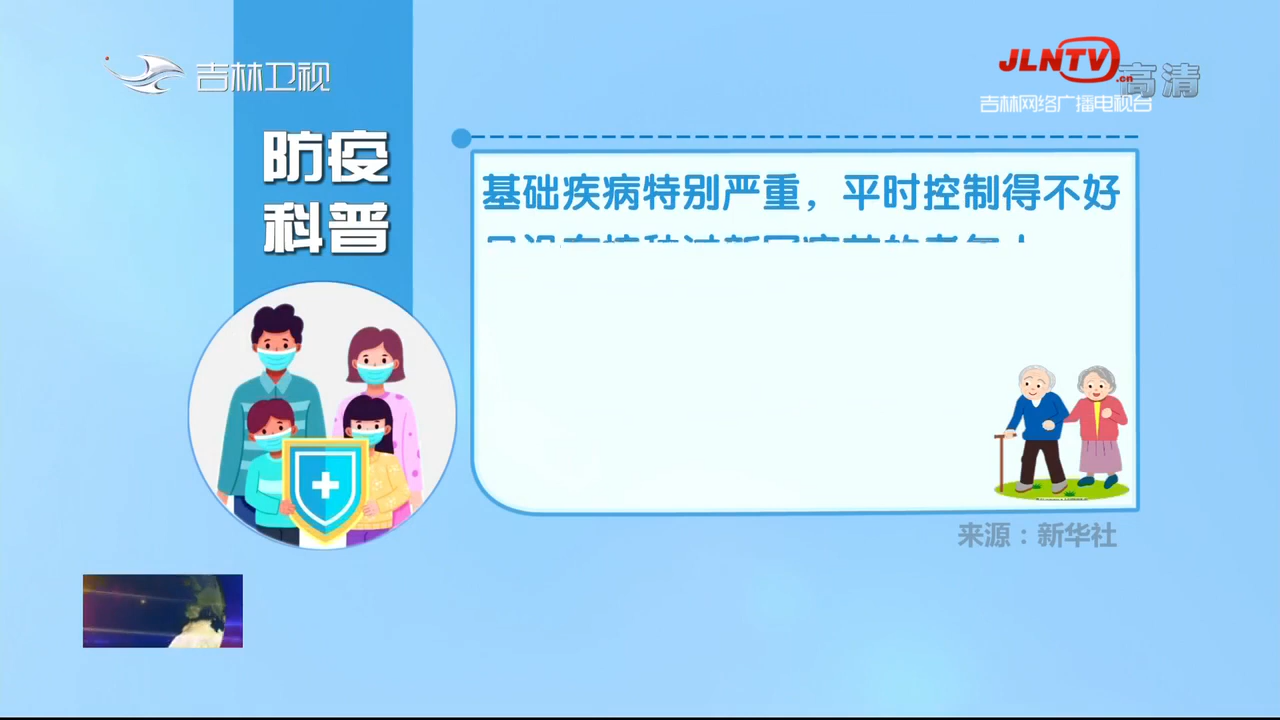 吉林卫视
JLNTV.cn
高清
吉林网络广播电视台
防疫
科普
基础疾病特别严重，平时控制得不好
来源：新华社